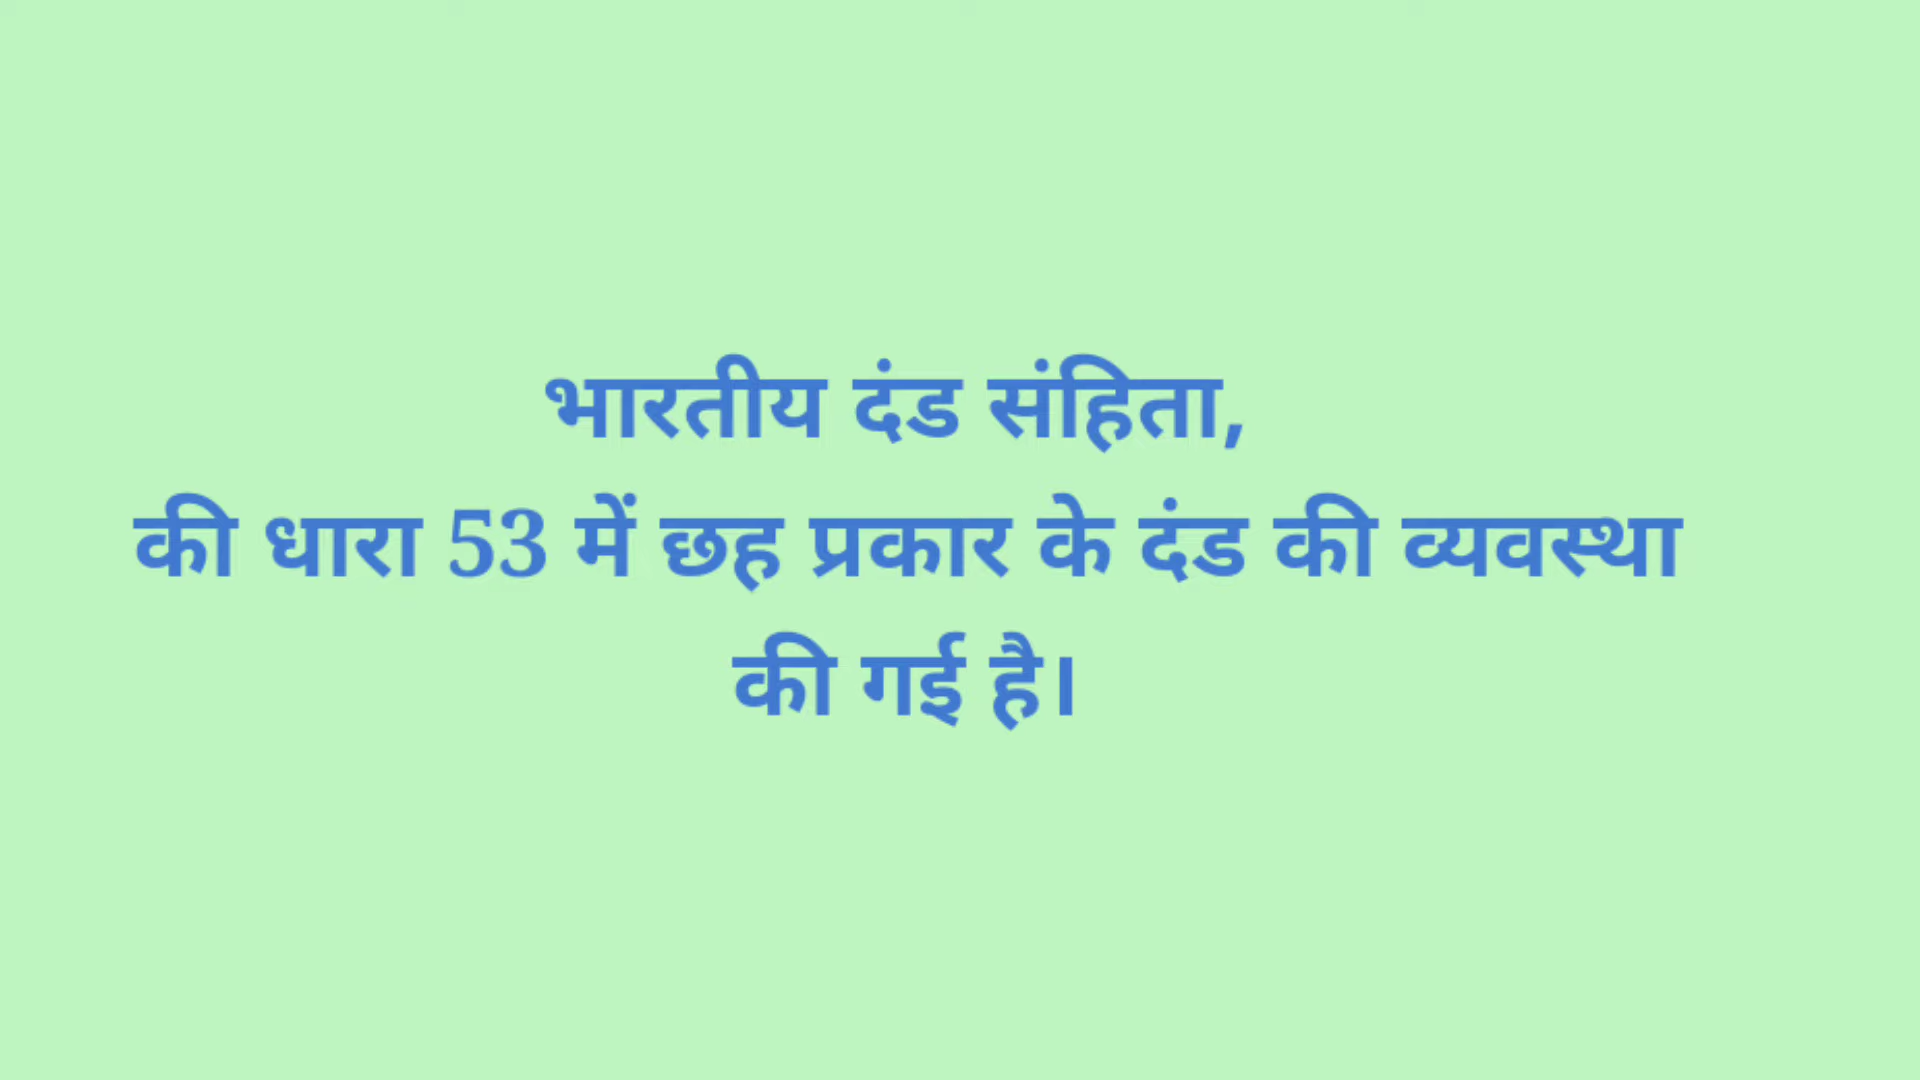 भारतीय दंड संहिता,
की धारा 53 में छह प्रकार के दंड की व्यवस्था
की गई है।